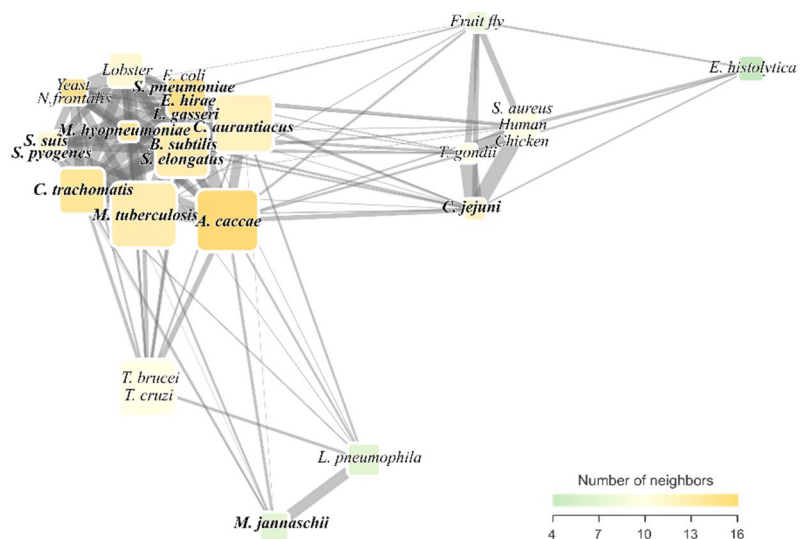 Fruit fly
E. histolytica
Lobster
E. coli
Yeast
S. pneumoniae
N.frontalis
E. hirae
L. gasseri
M. hyopneumoniae
C. aurantiacus
S. suis
B. subtilis
S. pyogenes
S. elongatus
S. aureus
Human
Chicken
T. gondii
C. trachomatis
M. tuberculosis
A. caccae
C. jejuni
T. brucei
T. cruzi
L. pneumophila
M. jannaschii
Number of neighbors
4 7 10 13 16